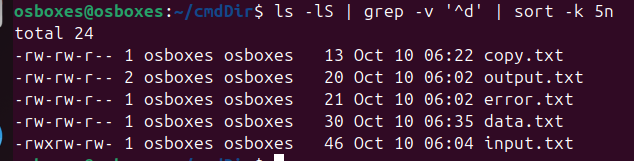 osboxes@osboxes:~/cmdDir$ ls -lS | grep -v '^d' | sort -k 5n
total 24
-rw-rw-r-- 1 osboxes osboxes   13 Oct 10 06:22 copy.txt
-rw-rw-r-- 2 osboxes osboxes   20 Oct 10 06:02 output.txt
-rw-rw-r-- 1 osboxes osboxes   21 Oct 10 06:02 error.txt
-rw-rw-r-- 1 osboxes osboxes   30 Oct 10 06:35 data.txt
-rwxrw-rw- 1 osboxes osboxes   46 Oct 10 06:04 input.txt